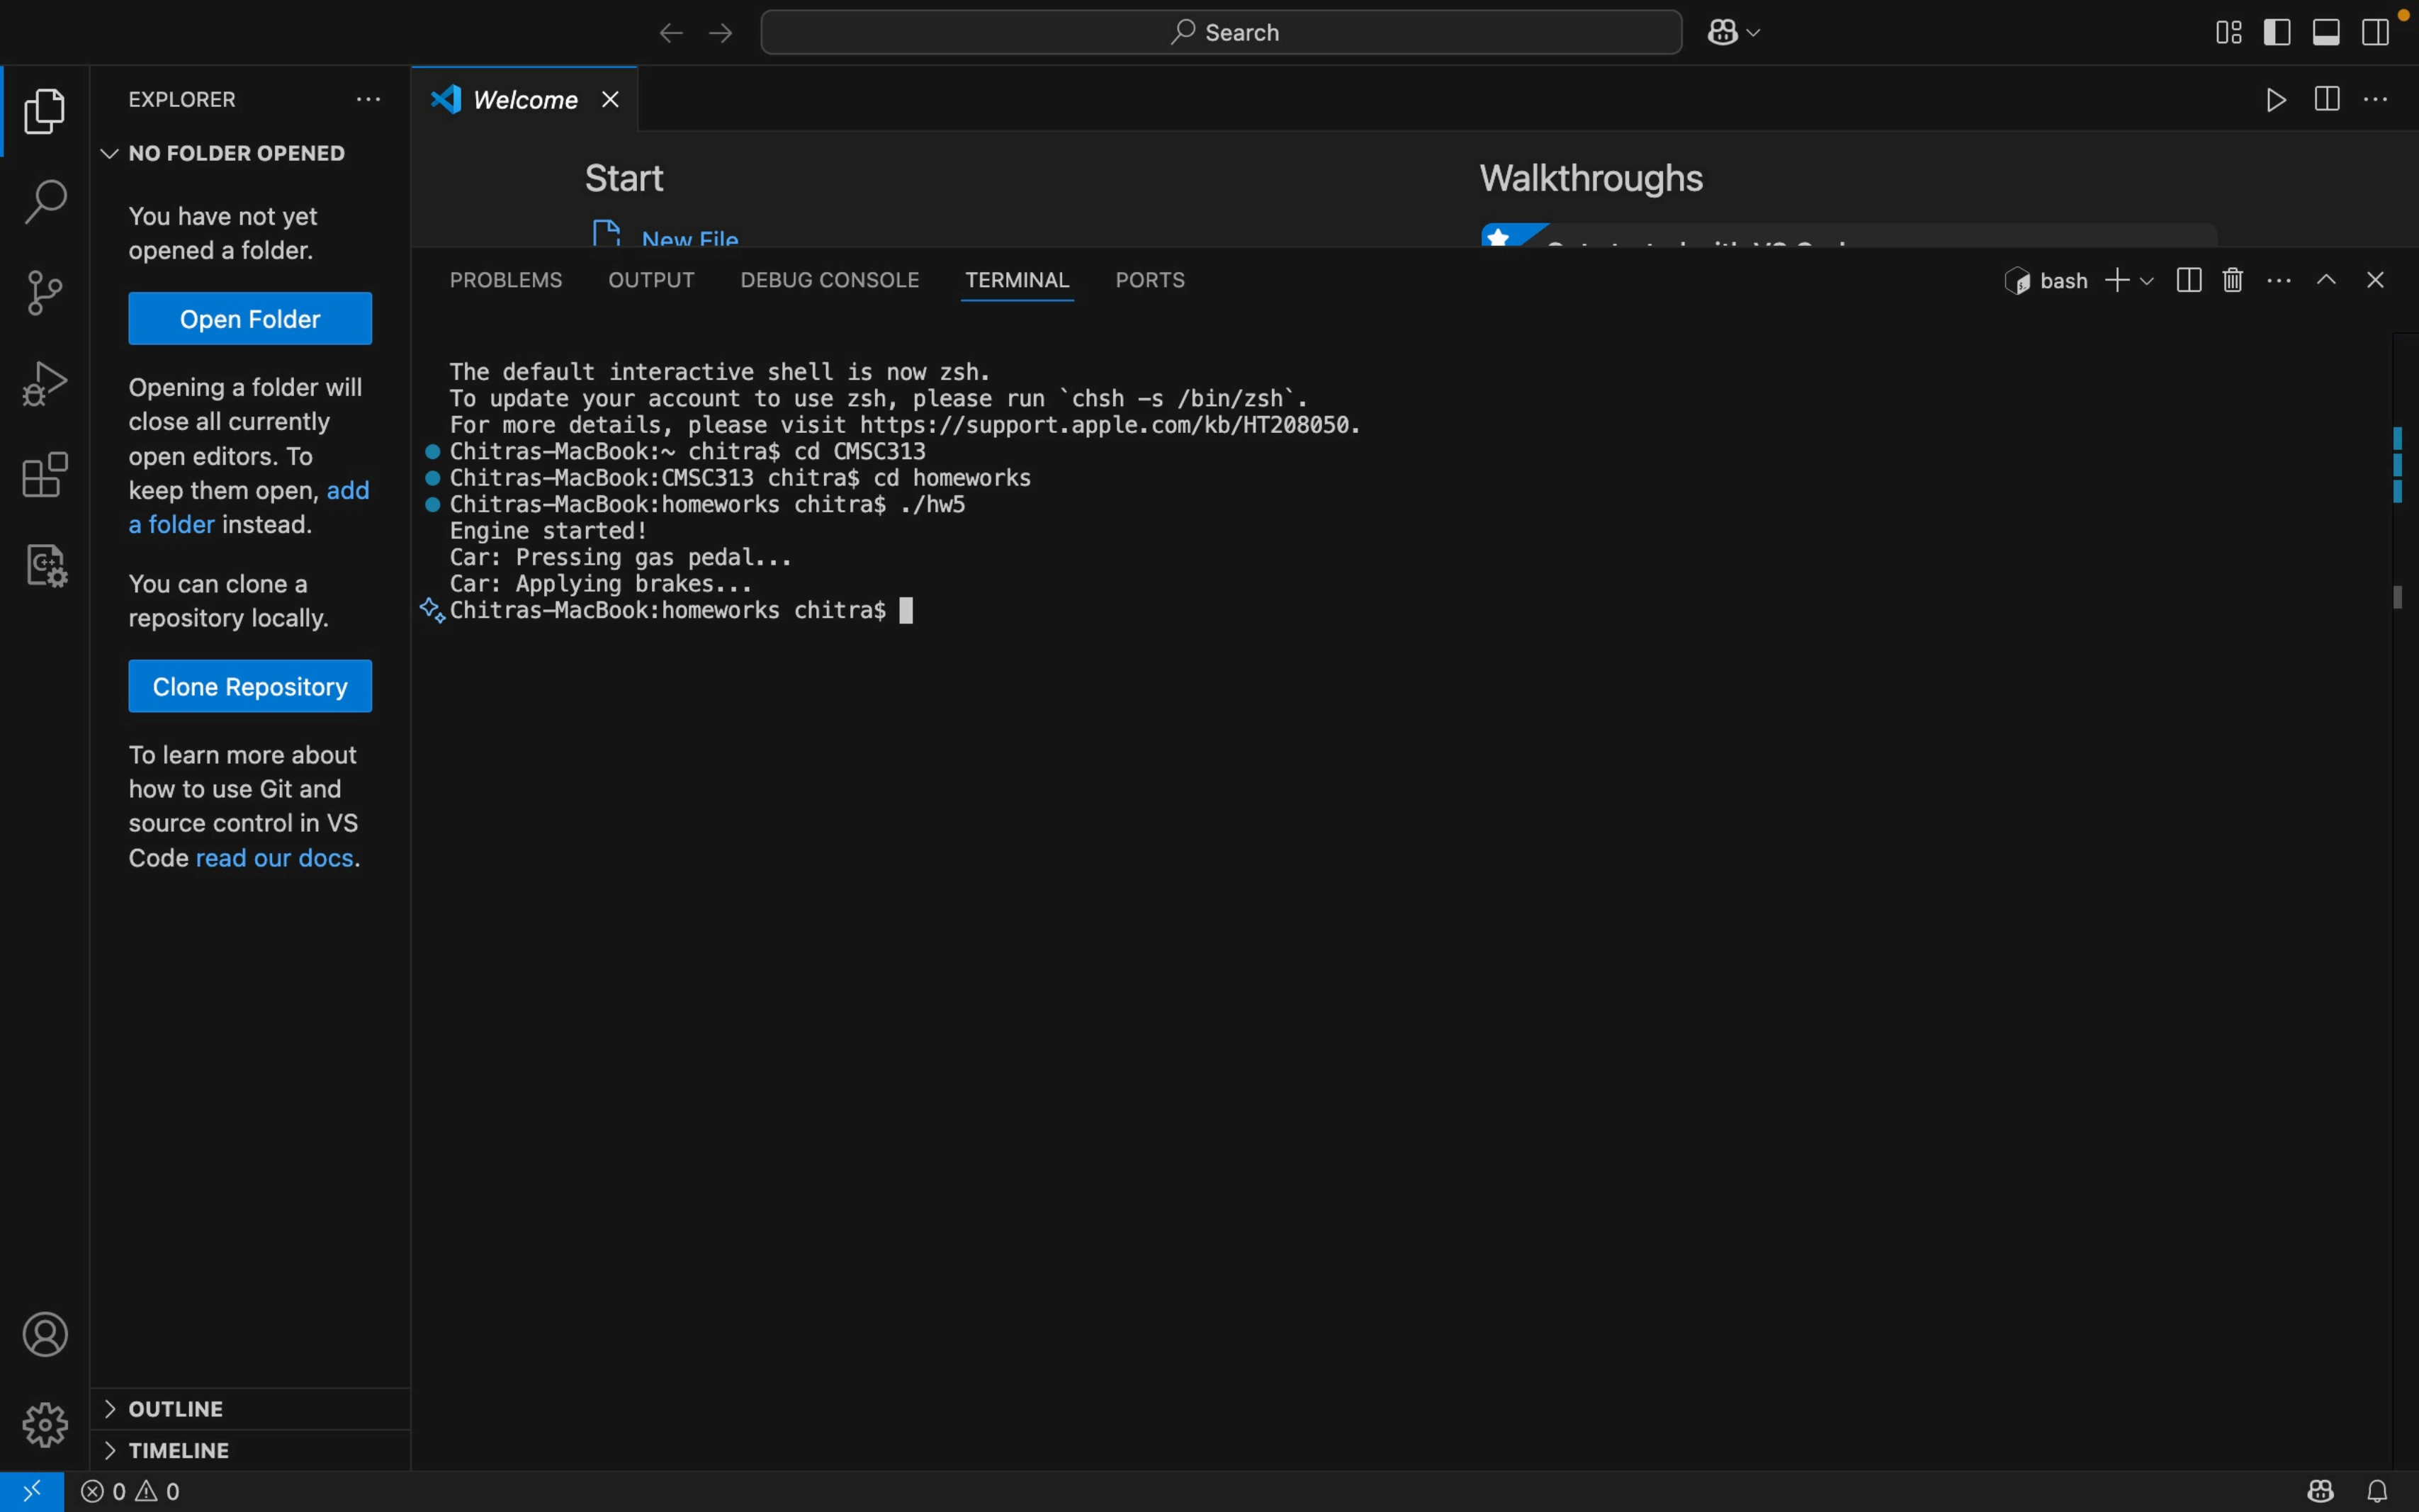 Search
EXPLORER
Welcome
NO FOLDER OPENED
You have not yet
opened a folder.
Open Folder
Opening a folder will
close all currently
open editors. To
keep them open, add
a folder instead.
You can clone a
repository locally.
Clone Repository
To learn more about
how to use Git and
source control in VS
Code read our docs.
OUTLINE
TIMELINE
Start
New File
Walkthroughs
Get started with VS Code
PROBLEMS OUTPUT DEBUG CONSOLE TERMINAL PORTS
bash
The default interactive shell is now zsh.
To update your account to use zsh, please run `chsh -s /bin/zsh`.
For more details, please visit https://support.apple.com/kb/HT208050.
Chitras-MacBook:~ chitra$ cd CMSC313
Chitras-MacBook:CMSC313 chitra$ cd homeworks
Chitras-MacBook:homeworks chitra$ ./hw5
Engine started!
Car: Pressing gas pedal...
Car: Applying brakes...
Chitras-MacBook:homeworks chitra$
0 0